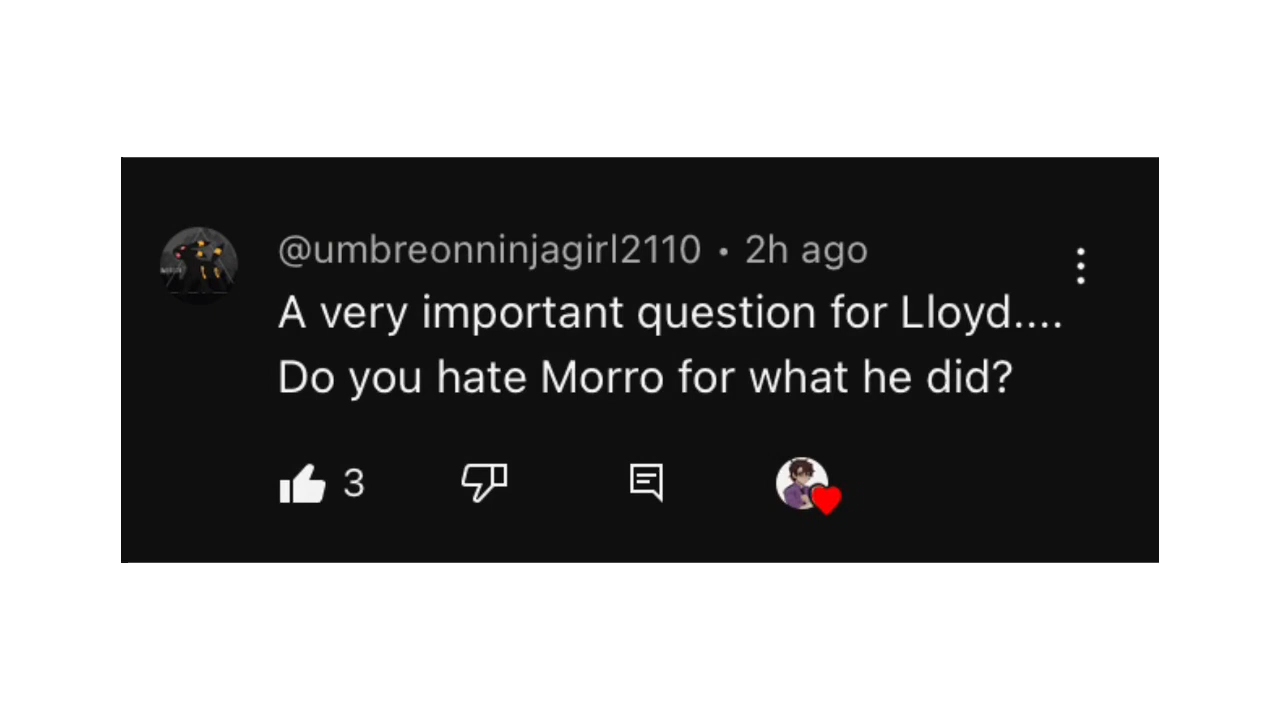 @umbreonninjagirl2110 • 2h ago
A very important question for Lloyd....
Do you hate Morro for what he did?
3